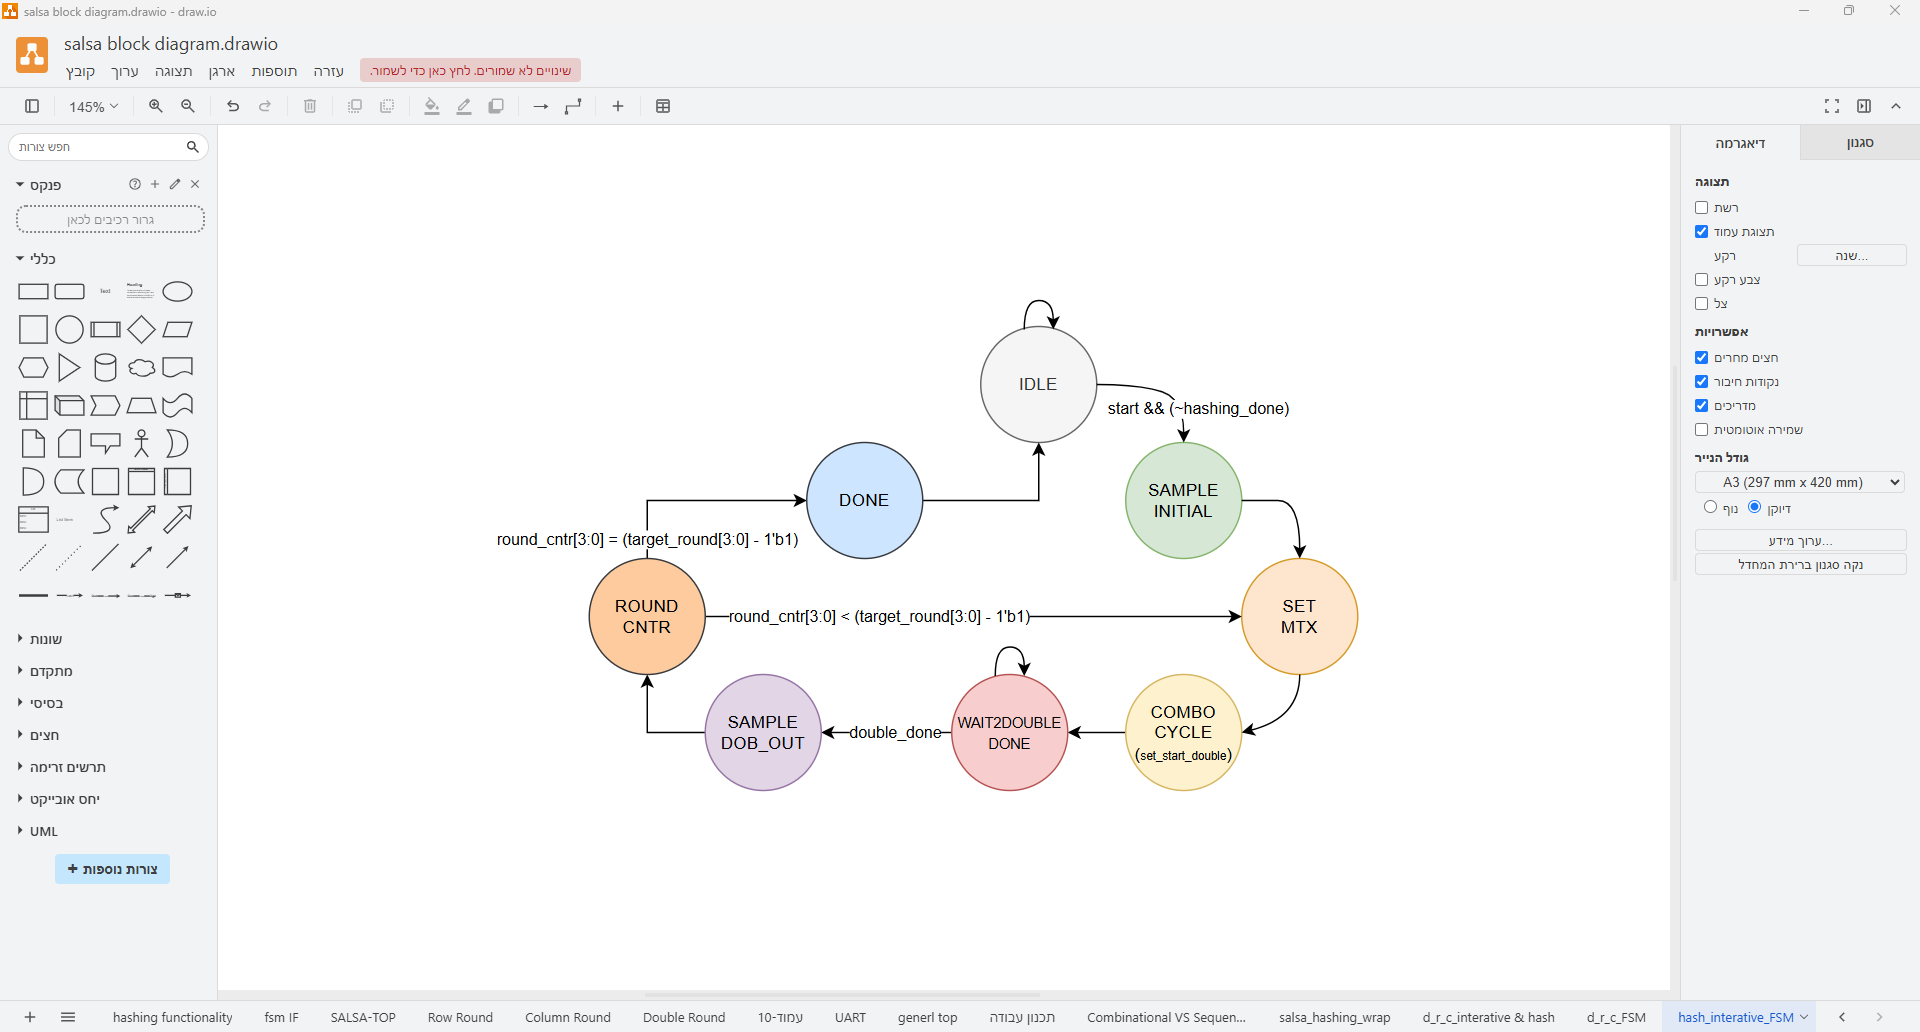 salsa block diagram.drawio - draw.io
salsa block diagram.drawio
קובץ ערוך תצוגה ארגן תוספות עזרה שינויים לא שמורים. לחץ כאן כדי לשמור.
145%
חפש צורות
פנקס
גרור רכיבים לכאן
כללי
Text
Heading
שונות
מתקדם
בסיסי
חצים
תרשים זרימה
יחס אובייקט
UML
+ צורות נוספות
IDLE
start && (~hashing_done)
DONE
SAMPLE
INITIAL
round_cntr[3:0] = (target_round[3:0] - 1'b1)
ROUND
CNTR
round_cntr[3:0] < (target_round[3:0] - 1'b1)
SET
MTX
SAMPLE
DOB_OUT
double_done
WAIT2DOUBLE
DONE
COMBO
CYCLE
(set_start_double)
דיאגרמה
סגנון
תצוגה
רשת
תצוגת עמוד
רקע
שנה...
צבע רקע
צל
אפשרויות
חצים מחרים
נקודות חיבור
מדריכים
שמירה אוטומטית
גודל הנייר
A3 (297 mm x 420 mm)
נוף
דיוקן
ערוך מידע...
נקה סגנון ברירת המחדל
hashing functionality
fsm IF
SALSA-TOP
Row Round
Column Round
Double Round
עמוד-10
UART
generl top
תכנון עבודה
Combinational VS Sequen...
salsa_hashing_wrap
d_r_c_interative & hash
d_r_c_FSM
hash_interative_FSM